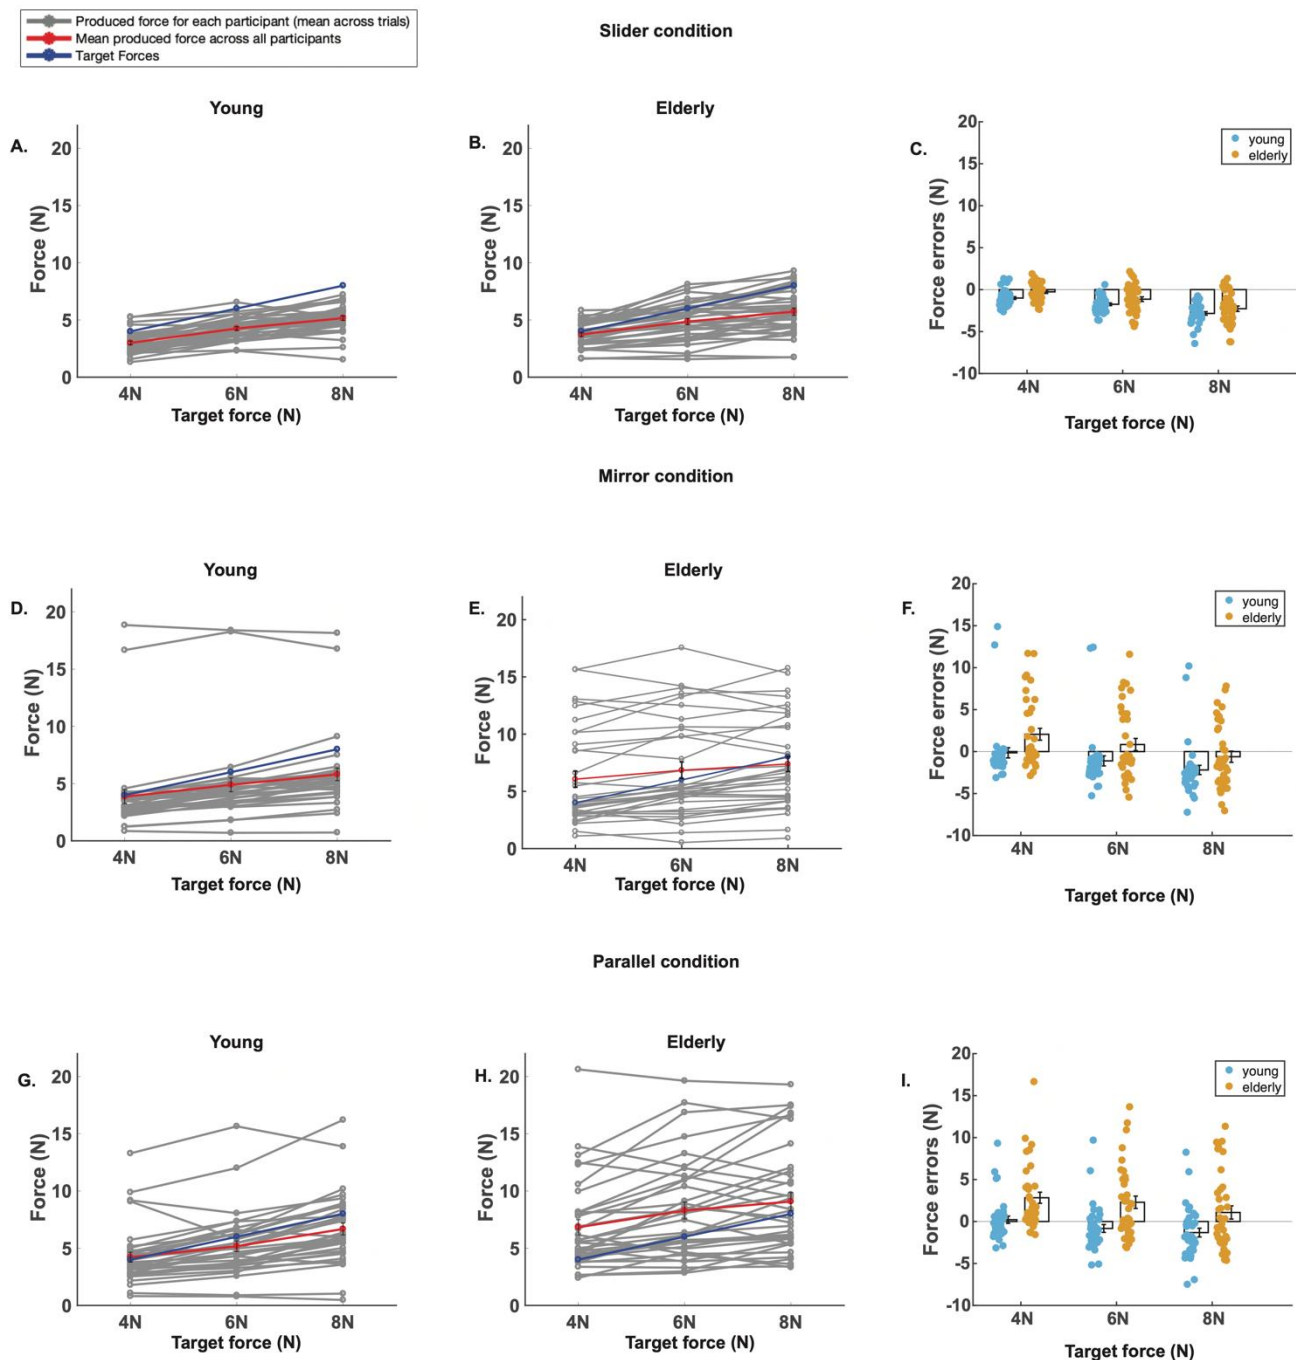 Produced force for each participant (mean across trials)
Mean produced force across all participants
Target Forces
Slider condition
Young
Elderly
A.
B.
C.
20
15
10
5
0
Force (N)
4N 6N 8N
Target force (N)
20
15
10
5
0
Force (N)
4N 6N 8N
Target force (N)
young
elderly
20
15
10
5
0
-5
-10
Force errors (N)
4N 6N 8N
Target force (N)
Mirror condition
Young
Elderly
D.
E.
F.
20
15
10
5
0
Force (N)
4N 6N 8N
Target force (N)
20
15
10
5
0
Force (N)
4N 6N 8N
Target force (N)
young
elderly
20
15
10
5
0
-5
-10
Force errors (N)
4N 6N 8N
Target force (N)
Parallel condition
Young
Elderly
G.
H.
I.
20
15
10
5
0
Force (N)
4N 6N 8N
Target force (N)
20
15
10
5
0
Force (N)
4N 6N 8N
Target force (N)
young
elderly
20
15
10
5
0
-5
-10
Force errors (N)
4N 6N 8N
Target force (N)